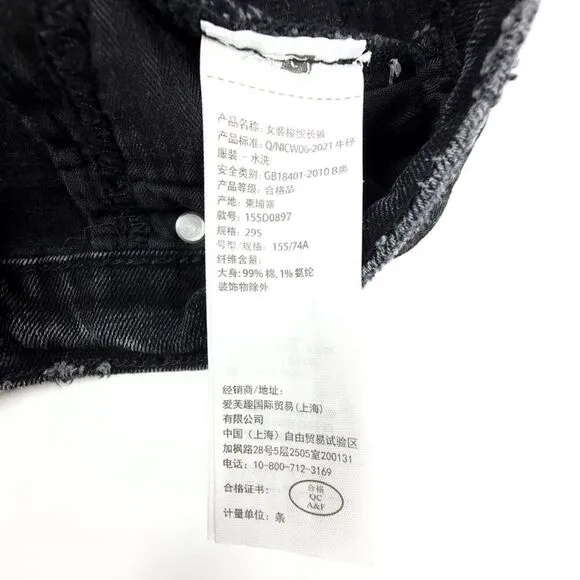 产品名称: 女装梭织长裤
产品标准: Q/NICW06-2021 牛仔
服装 - 水洗
安全类别: GB18401-2010 B类
产品等级: 合格品
产地: 柬埔寨
款号: 155D0897
规格: 29S
号型/规格: 155/74A
纤维含量:
大身: 99% 棉, 1% 氨纶
装饰物除外
经销商/地址:
爱芙趣国际贸易(上海)
有限公司
中国（上海）自由贸易试验区
加枫路28号5层2505室200131
电话: 10-800-712-3169
合格证书:
合格
QC
A&F
计量单位: 条